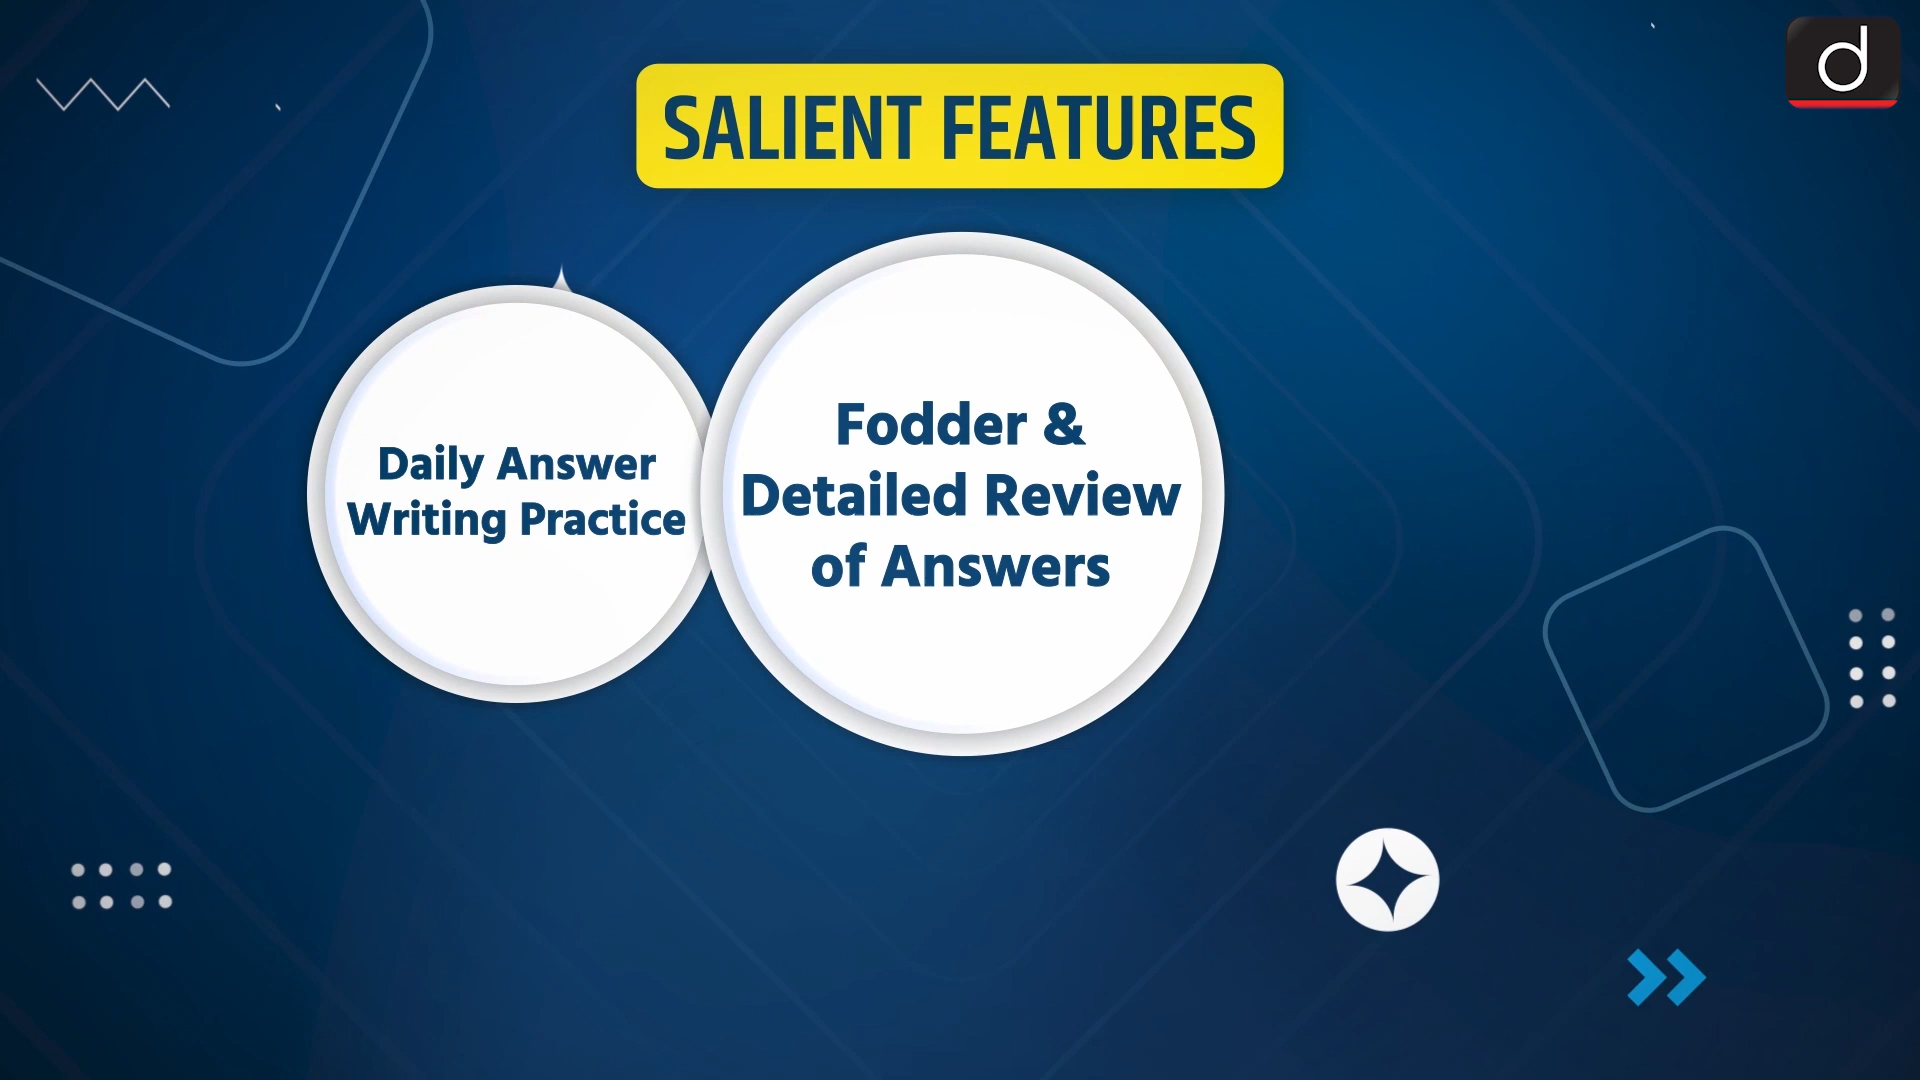 SALIENT FEATURES
Daily Answer
Writing Practice
Fodder &
Detailed Review
of Answers
d